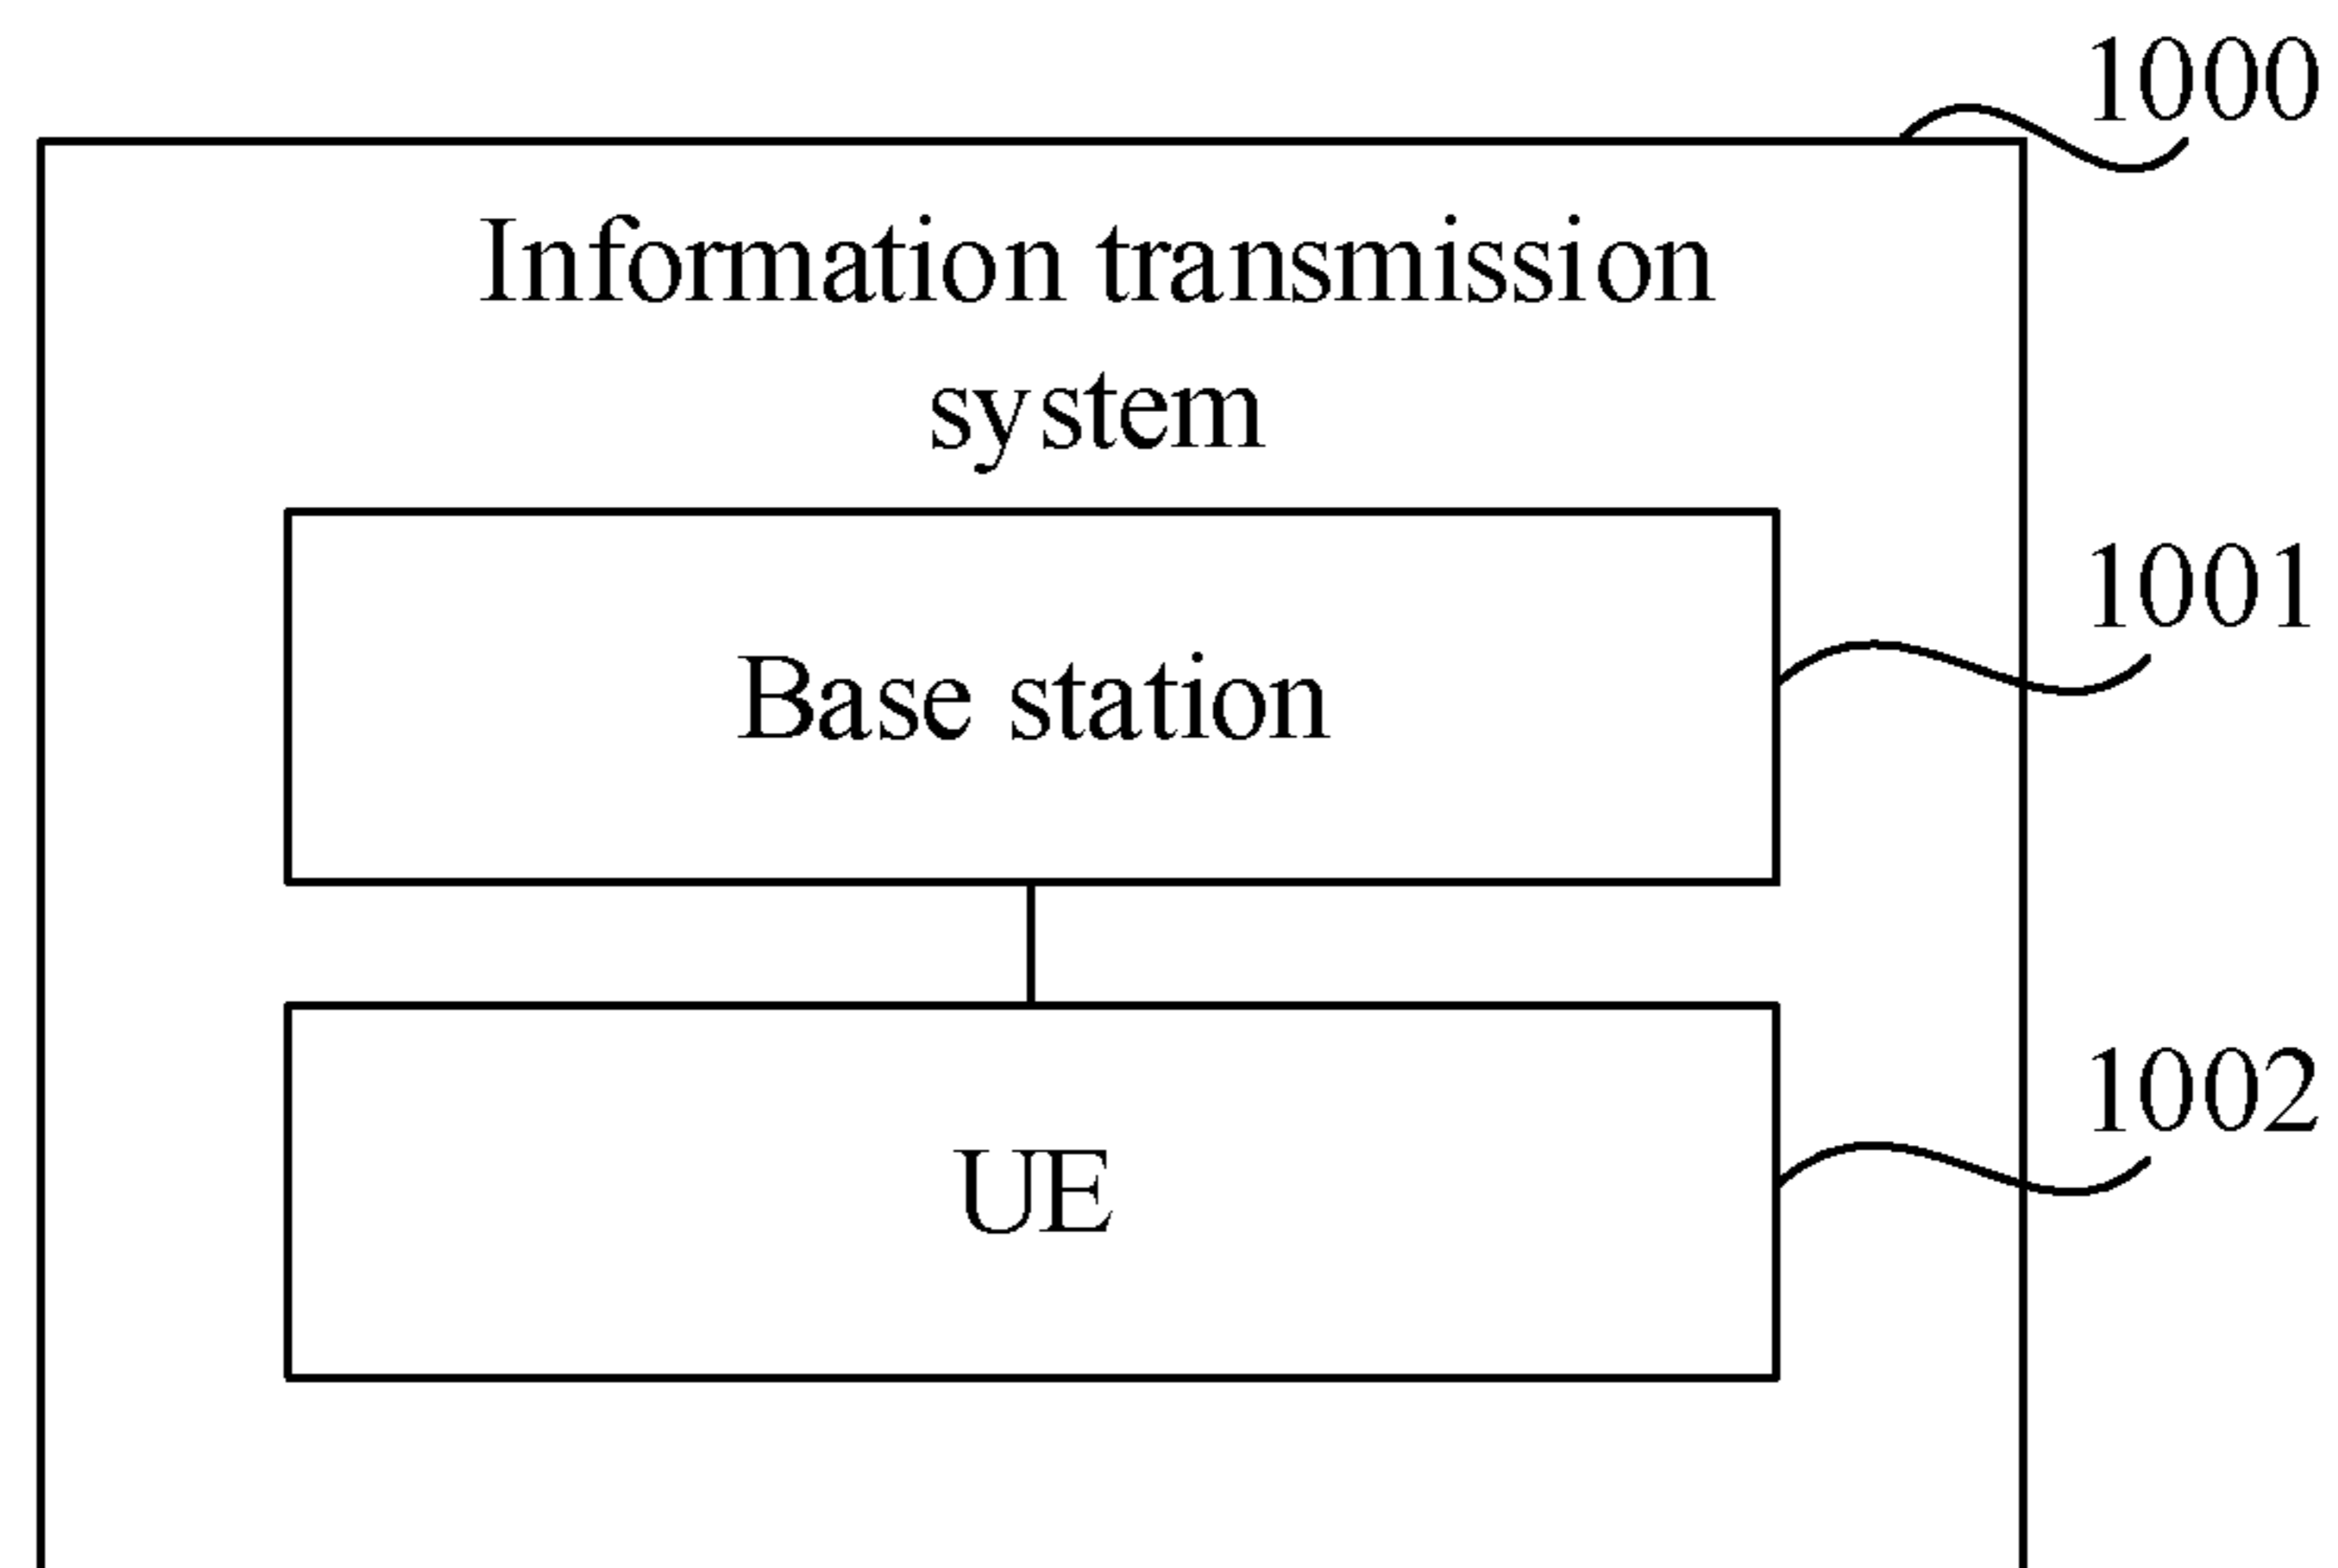 1000
Information transmission
system
1001
Base station
1002
UE